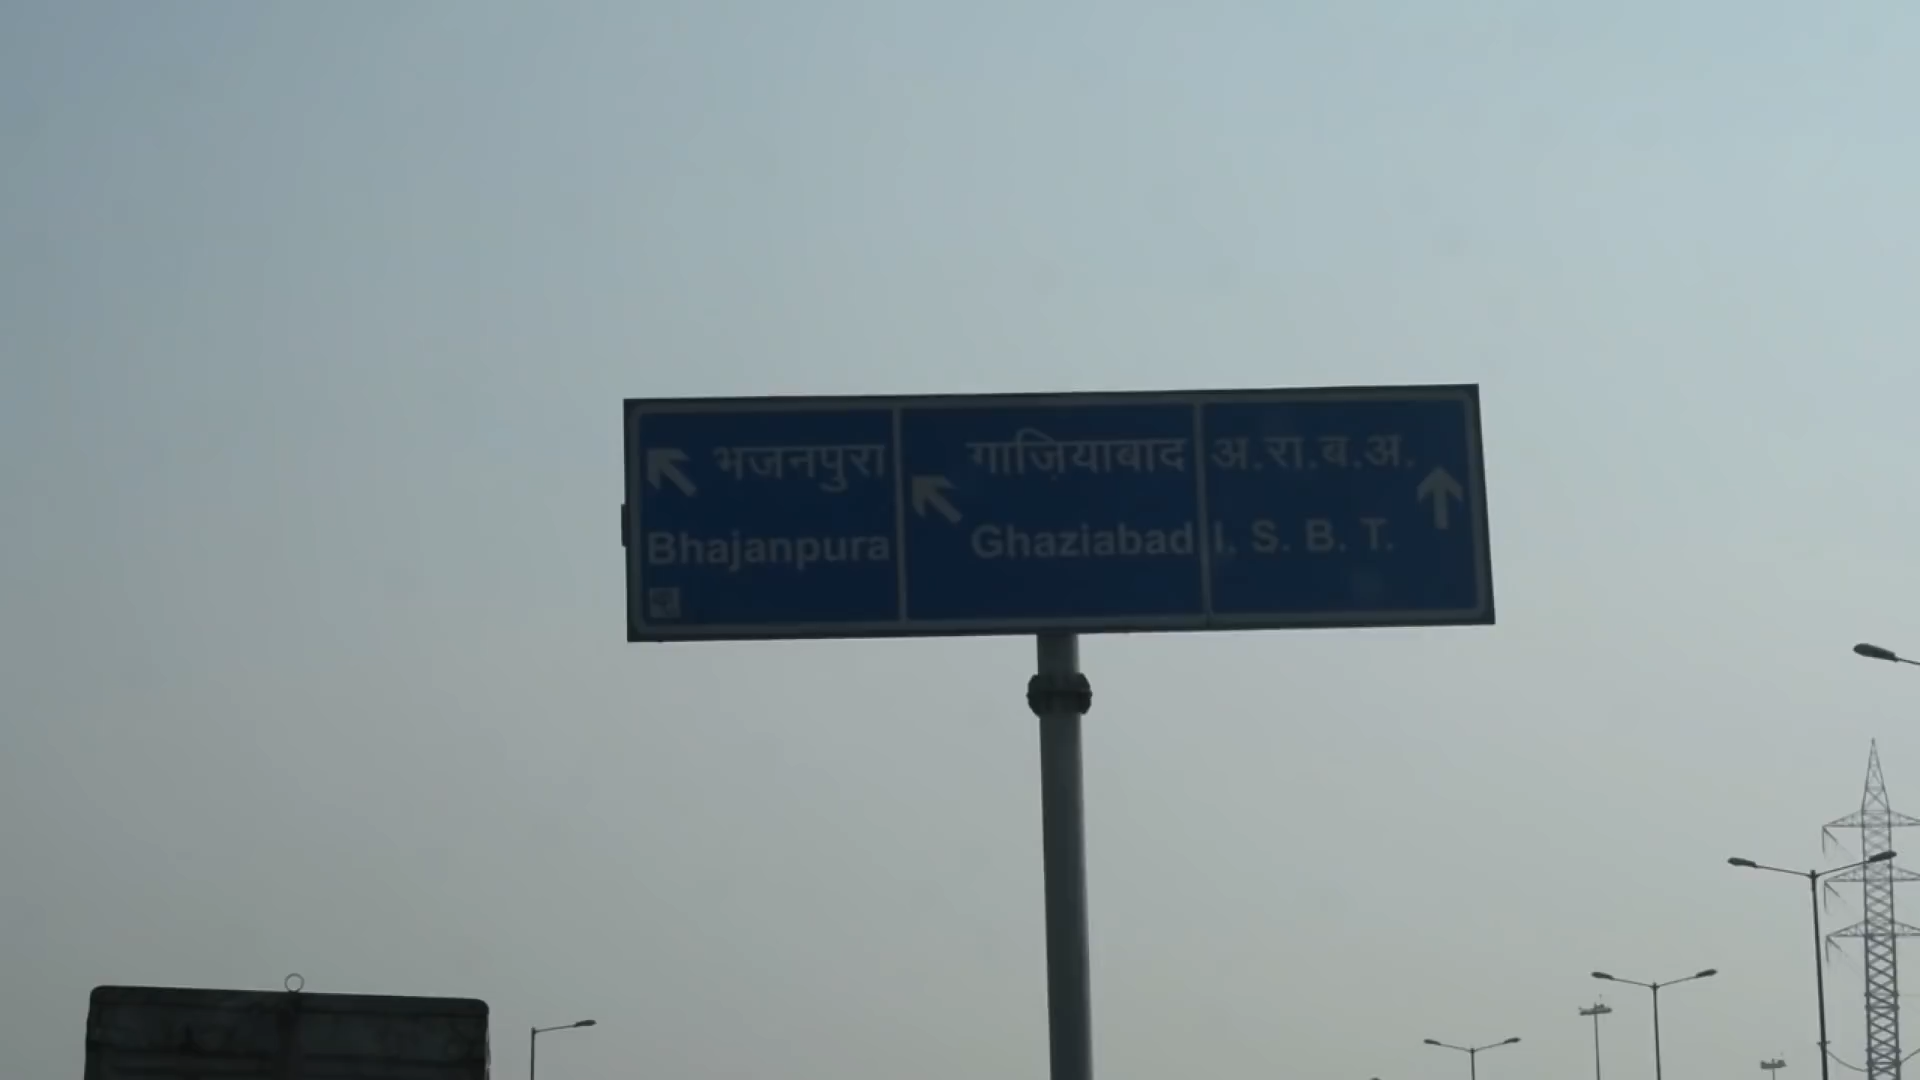 भजनपुरा
Bhajanpura
गाज़ियाबाद
Ghaziabad
अ.रा.ब.अ.
I. S. B. T.